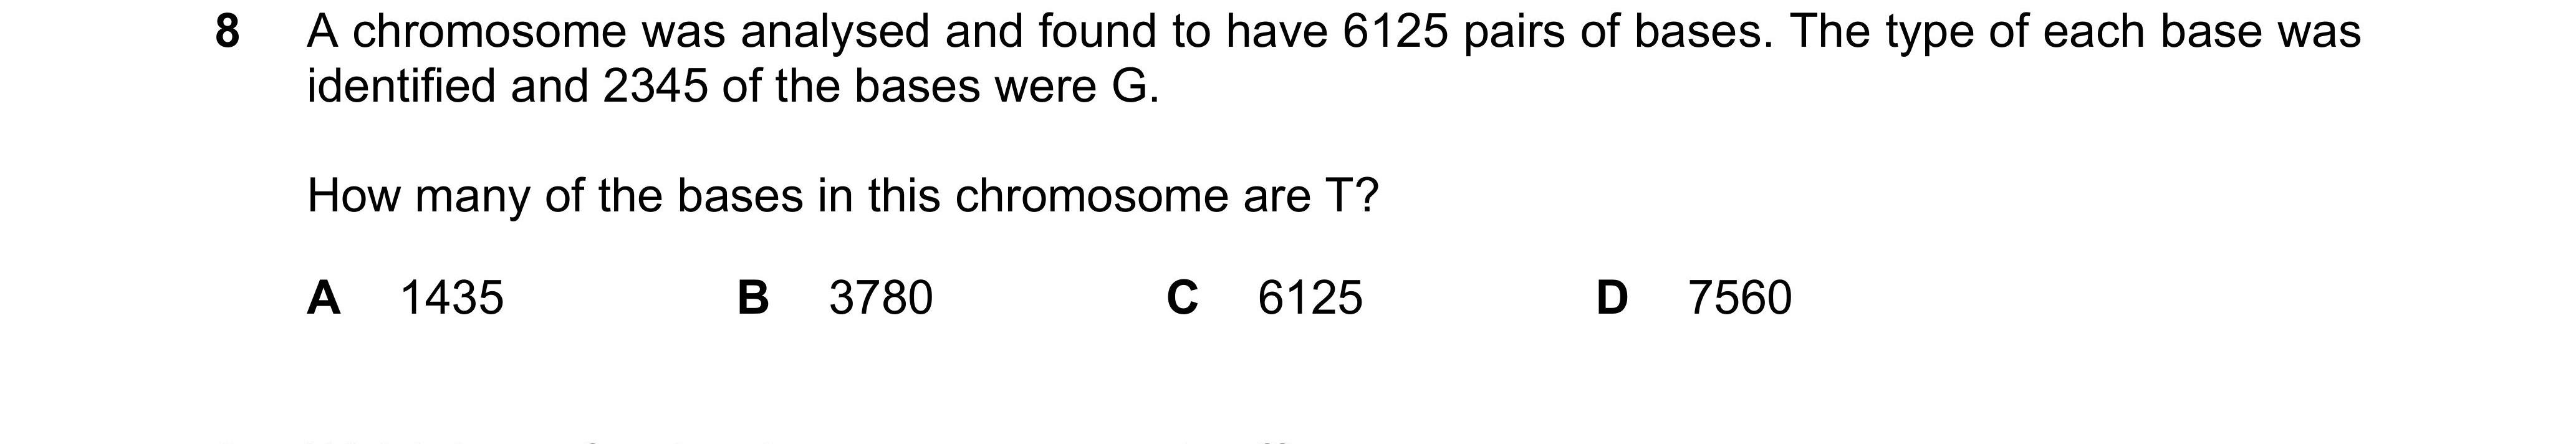 8 A chromosome was analysed and found to have 6125 pairs of bases. The type of each base was
identified and 2345 of the bases were G.
How many of the bases in this chromosome are T?
A 1435 B 3780 C 6125 D 7560